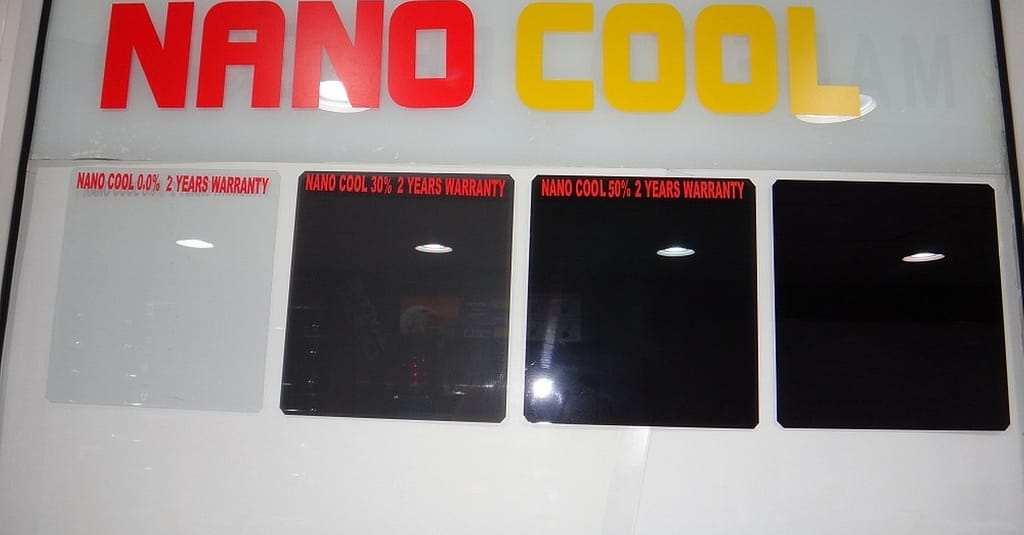 NANO COOL
NANO COOL 0.0% 2 YEARS WARRANTY
NANO COOL 30% 2 YEARS WARRANTY
NANO COOL 50% 2 YEARS WARRANTY